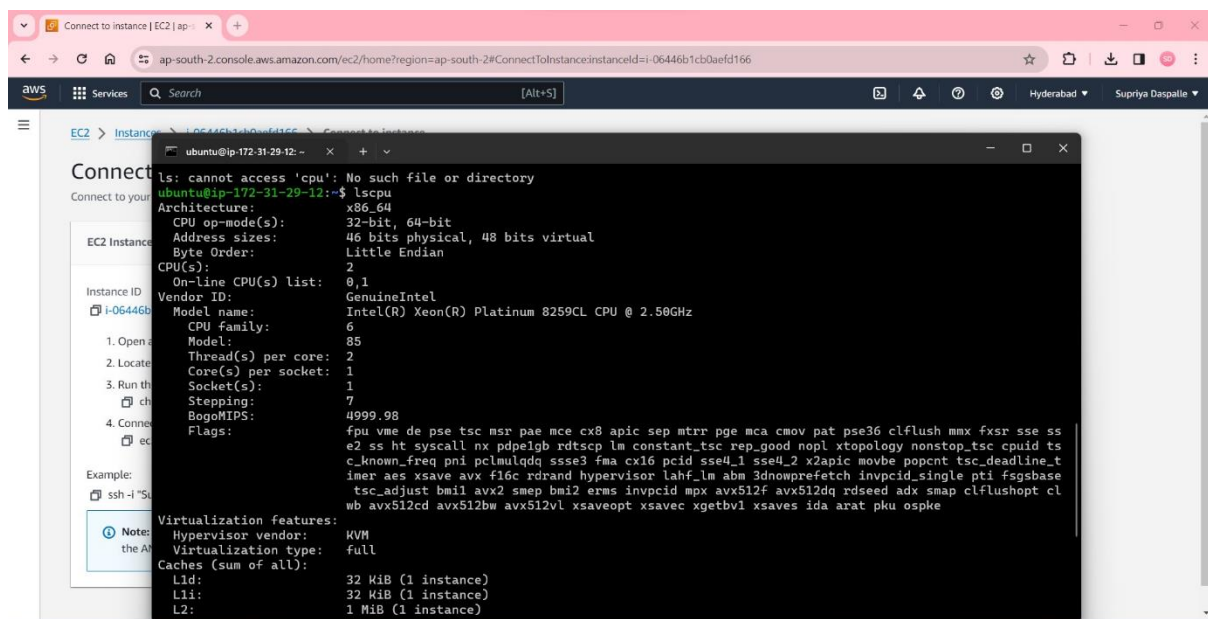 Connect to instance | EC2 | ap-s
ap-south-2.console.aws.amazon.com/ec2/home?region=ap-south-2#ConnectToInstance:instanceId=i-06446b1cb0aefd166
SD
aws Services Search [Alt+S] Hyderabad Supriya Daspalle
EC2 > Instances > i-06446b1cb0aefd166 > Connect to instance
ubuntu@ip-172-31-29-12: ~
Connect
Connect to your
EC2 Instance
Instance ID
i-06446b
1. Open a
2. Locate
3. Run th
ch
4. Conne
ec
Example:
ssh -i "Su
Note:
the AM
ls: cannot access 'cpu': No such file or directory
ubuntu@ip-172-31-29-12:~$ lscpu
Architecture: x86_64
CPU op-mode(s): 32-bit, 64-bit
Address sizes: 46 bits physical, 48 bits virtual
Byte Order: Little Endian
CPU(s): 2
On-line CPU(s) list: 0,1
Vendor ID: GenuineIntel
Model name: Intel(R) Xeon(R) Platinum 8259CL CPU @ 2.50GHz
CPU family: 6
Model: 85
Thread(s) per core: 2
Core(s) per socket: 1
Socket(s): 1
Stepping: 7
BogoMIPS: 4999.98
Flags: fpu vme de pse tsc msr pae mce cx8 apic sep mtrr pge mca cmov pat pse36 clflush mmx fxsr sse ss
e2 ss ht syscall nx pdpe1gb rdtscp lm constant_tsc rep_good nopl xtopology nonstop_tsc cpuid ts
c_known_freq pni pclmulqdq ssse3 fma cx16 pcid sse4_1 sse4_2 x2apic movbe popcnt tsc_deadline_t
imer aes xsave avx f16c rdrand hypervisor lahf_lm abm 3dnowprefetch invpcid_single pti fsgsbase
tsc_adjust bmi1 avx2 smep bmi2 erms invpcid mpx avx512f avx512dq rdseed adx smap clflushopt cl
wb avx512cd avx512bw avx512vl xsaveopt xsavec xgetbv1 xsaves ida arat pku ospke
Virtualization features:
Hypervisor vendor: KVM
Virtualization type: full
Caches (sum of all):
L1d: 32 KiB (1 instance)
L1i: 32 KiB (1 instance)
L2: 1 MiB (1 instance)